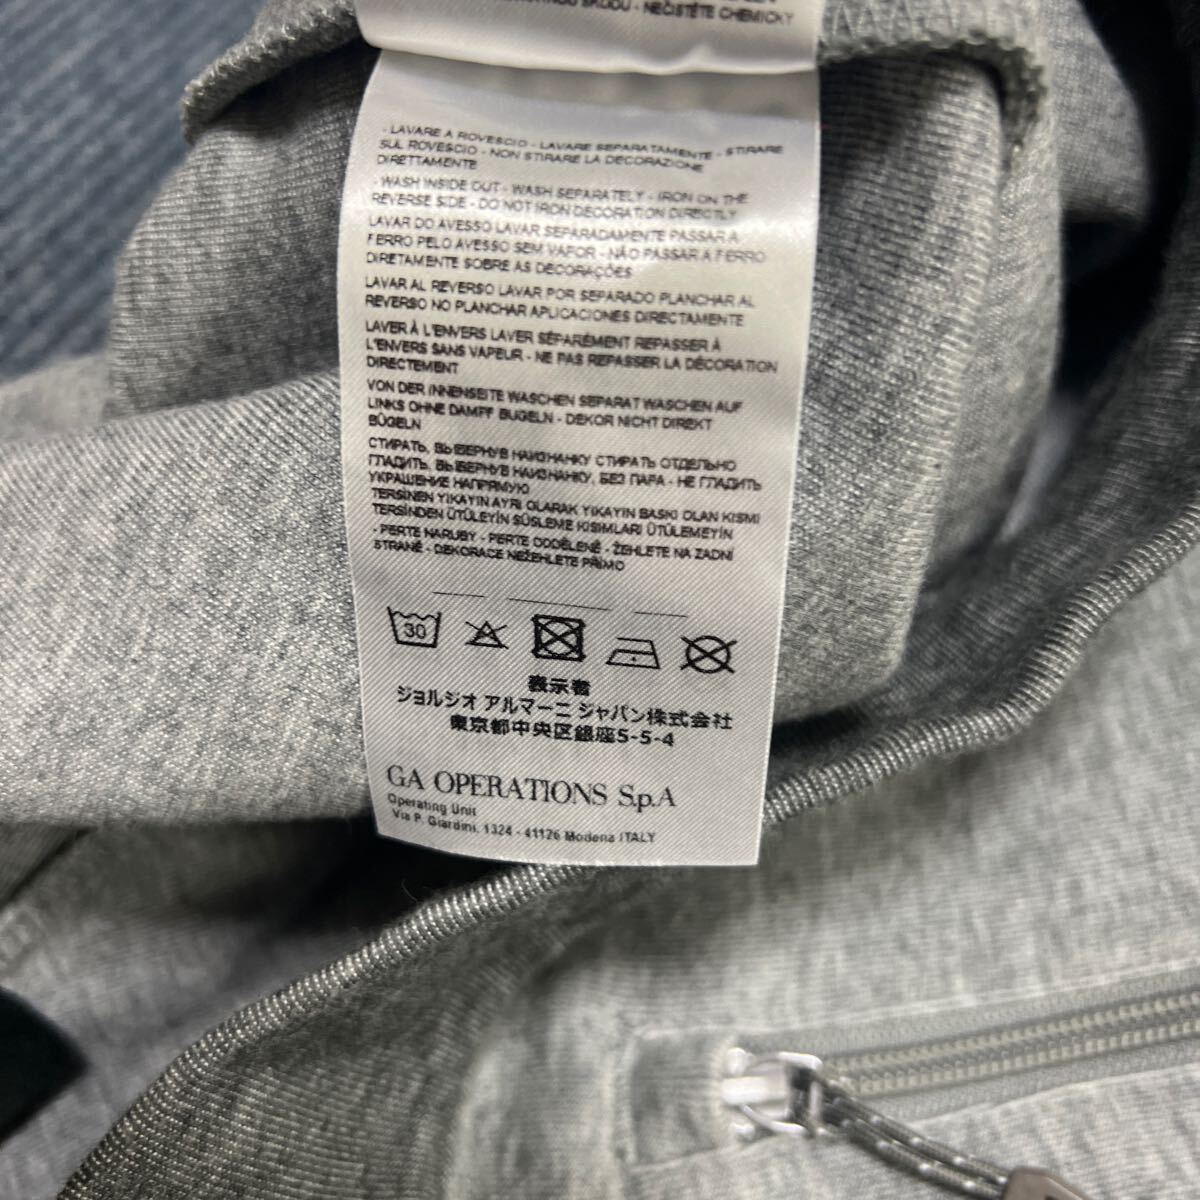 NEČISTĚTE CHEMICKY
- LAVARE A ROVESCIO - LAVARE SEPARATAMENTE - STIRARE
SUL ROVESCIO - NON STIRARE LA DECORAZIONE
DIRETTAMENTE
- WASH INSIDE OUT - WASH SEPARATELY - IRON ON THE
REVERSE SIDE - DO NOT IRON DECORATION DIRECTLY
LAVAR DO AVESSO LAVAR SEPARADAMENTE PASSAR A
FERRO PELO AVESSO SEM VAPOR - NÃO PASSAR A FERRO
DIRETAMENTE SOBRE AS DECORAÇÕES
LAVAR AL REVERSO LAVAR POR SEPARADO PLANCHAR AL
REVERSO NO PLANCHAR APLICACIONES DIRECTAMENTE
LAVER À L'ENVERS LAVER SÉPARÉMENT REPASSER À
L'ENVERS SANS VAPEUR - NE PAS REPASSER LA DÉCORATION
DIRECTEMENT
VON DER INNENSEITE WASCHEN SEPARAT WASCHEN AUF
LINKS OHNE DAMPF BÜGELN - DEKOR NICHT DIREKT
BÜGELN
СТИРАТЬ, ВЫВЕРНУВ НАИЗНАНКУ СТИРАТЬ ОТДЕЛЬНО
ГЛАДИТЬ, ВЫВЕРНУВ НАИЗНАНКУ, БЕЗ ПАРА - НЕ ГЛАДИТЬ
УКРАШЕНИЕ НАПРЯМУЮ
TERSİNEN YIKAYIN AYRI OLARAK YIKAYIN BASKI OLAN KISMI
TERSİNDEN ÜTÜLEYİN SÜSLEME KISIMLARI ÜTÜLEMEYİN
- PERTE NARUBY - PERTE ODDĚLENĚ - ŽEHLETE NA ZADNÍ
STRANĚ - DEKORACE NEŽEHLETE PŘÍMO
30
表示者
ジョルジオ アルマーニ ジャパン株式会社
東京都中央区銀座5-5-4
GA OPERATIONS S.p.A
Operating Unit
Via P. Giardini, 1324 - 41126 Modena ITALY